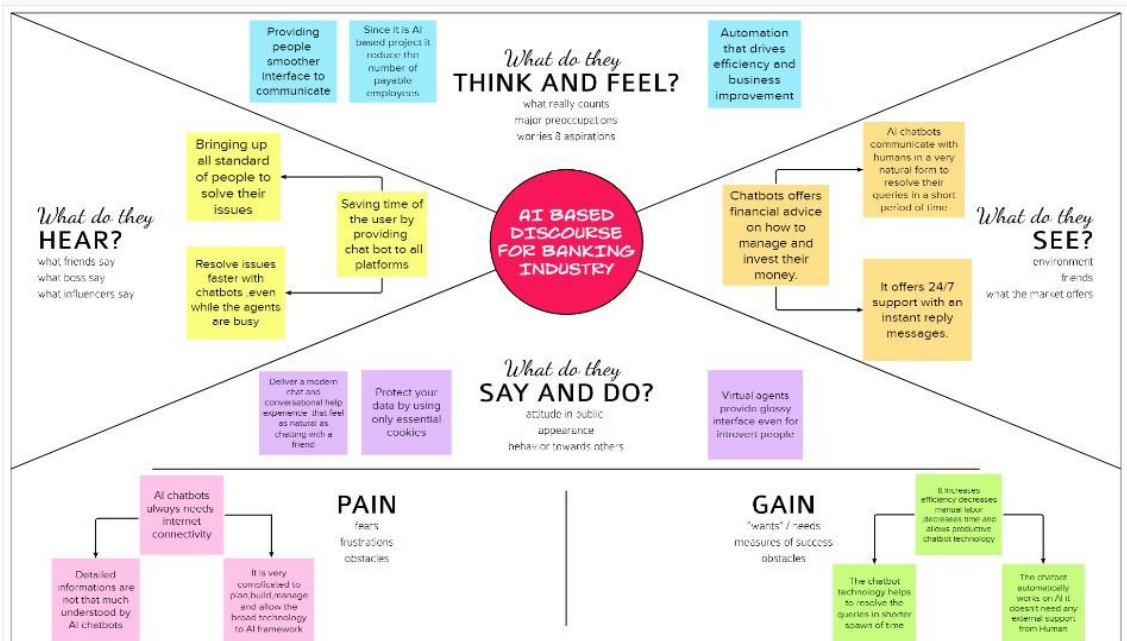 Providing
people
smoother
interface to
communicate
Since it is AI
based project it
reduce the
number of
payable
employees
What do they
THINK AND FEEL?
what really counts
major preoccupations
worries & aspirations
Automation
that drives
efficiency and
business
improvement
What do they
HEAR?
what friends say
what boss say
what influencers say
Bringing up
all standard
of people to
solve their
issues
Saving time of
the user by
providing
chat bot to all
platforms
Resolve issues
faster with
chatbots ,even
while the agents
are busy
AI BASED
DISCOURSE
FOR BANKING
INDUSTRY
Chatbots offers
financial advice
on how to
manage and
invest their
money.
AI chatbots
communicate with
humans in a very
natural form to
resolve their
queries in a short
period of time
It offers 24/7
support with an
instant reply
messages.
What do they
SEE?
environment
friends
what the market offers
Deliver a modern
chat and
conversational help
experience that feel
as natural as
chatting with a
friend
Protect your
data by using
only essential
cookies
What do they
SAY AND DO?
attitude in public
appearance
behavior towards others
Virtual agents
provide glossy
interface even for
introvert people
AI chatbots
always needs
internet
connectivity
Detailed
informations are
not that much
understood by
AI chatbots
It is very
complicated to
plan,build,manage
and allow the
broad technology
to AI framework
PAIN
fears
frustrations
obstacles
GAIN
"wants" / needs
measures of success
obstacles
It Increases
efficiency decreases
manual labor
,decreases time and
allows productive
chatbot technology
The chatbot
technology helps
to resolve the
queries in shorter
spawn of time
The chatbot
automatically
works on AI it
doesn't need any
external support
from Human